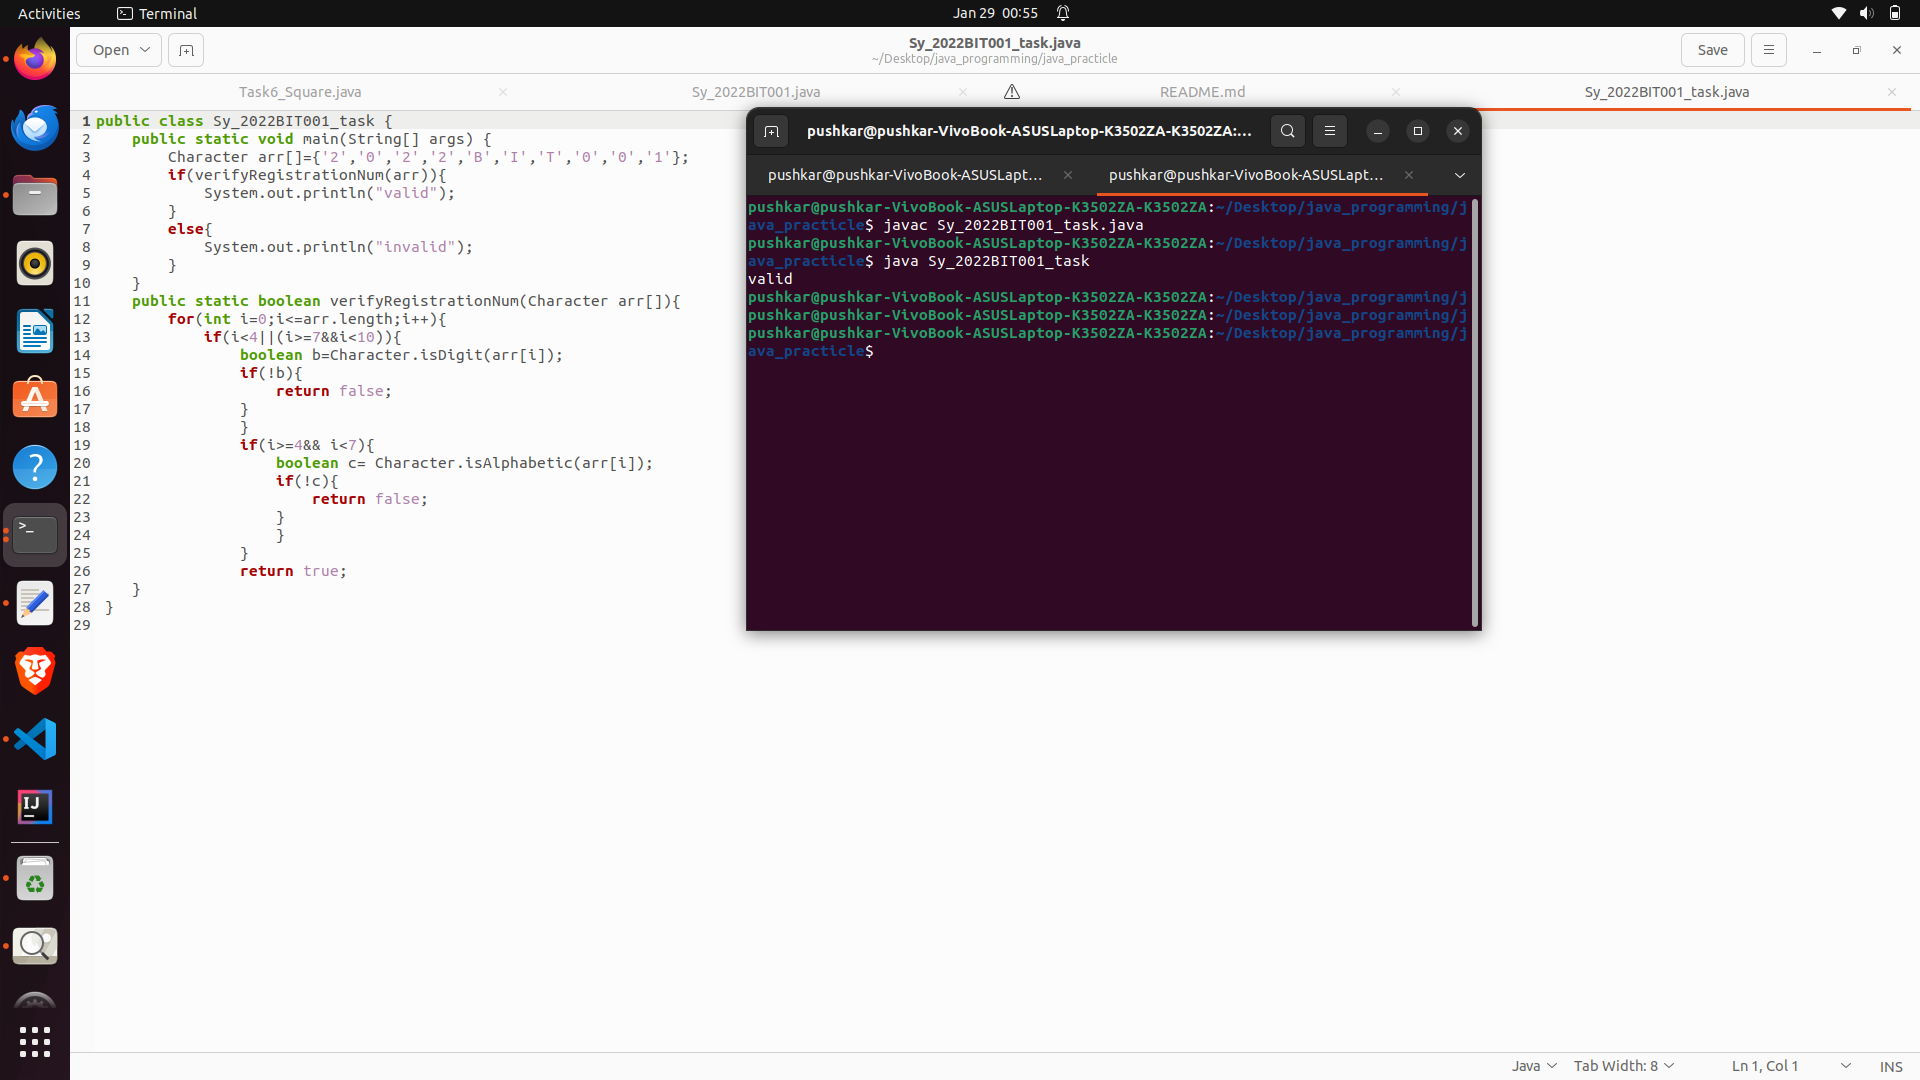 Activities
Terminal
Jan 29 00:55
Open
Sy_2022BIT001_task.java
~/Desktop/java_programming/java_practicle
Save
Task6_Square.java
Sy_2022BIT001.java
README.md
Sy_2022BIT001_task.java
1 public class Sy_2022BIT001_task {
2 public static void main(String[] args) {
3 Character arr[]={'2','0','2','2','B','I','T','0','0','1'};
4 if(verifyRegistrationNum(arr)){
5 System.out.println("valid");
6 }
7 else{
8 System.out.println("invalid");
9 }
10 }
11 public static boolean verifyRegistrationNum(Character arr[]){
12 for(int i=0;i<=arr.length;i++){
13 if(i<4||(i>=7&&i<10)){
14 boolean b=Character.isDigit(arr[i]);
15 if(!b){
16 return false;
17 }
18 }
19 if(i>=4&& i<7){
20 boolean c= Character.isAlphabetic(arr[i]);
21 if(!c){
22 return false;
23 }
24 }
25 }
26 return true;
27 }
28 }
29
pushkar@pushkar-VivoBook-ASUSLaptop-K3502ZA-K3502ZA:...
pushkar@pushkar-VivoBook-ASUSLapt...
pushkar@pushkar-VivoBook-ASUSLapt...
pushkar@pushkar-VivoBook-ASUSLaptop-K3502ZA-K3502ZA:~/Desktop/java_programming/j
ava_practicle$ javac Sy_2022BIT001_task.java
pushkar@pushkar-VivoBook-ASUSLaptop-K3502ZA-K3502ZA:~/Desktop/java_programming/j
ava_practicle$ java Sy_2022BIT001_task
valid
pushkar@pushkar-VivoBook-ASUSLaptop-K3502ZA-K3502ZA:~/Desktop/java_programming/j
pushkar@pushkar-VivoBook-ASUSLaptop-K3502ZA-K3502ZA:~/Desktop/java_programming/j
pushkar@pushkar-VivoBook-ASUSLaptop-K3502ZA-K3502ZA:~/Desktop/java_programming/j
ava_practicle$
IJ
Java
Tab Width: 8
Ln 1, Col 1
INS